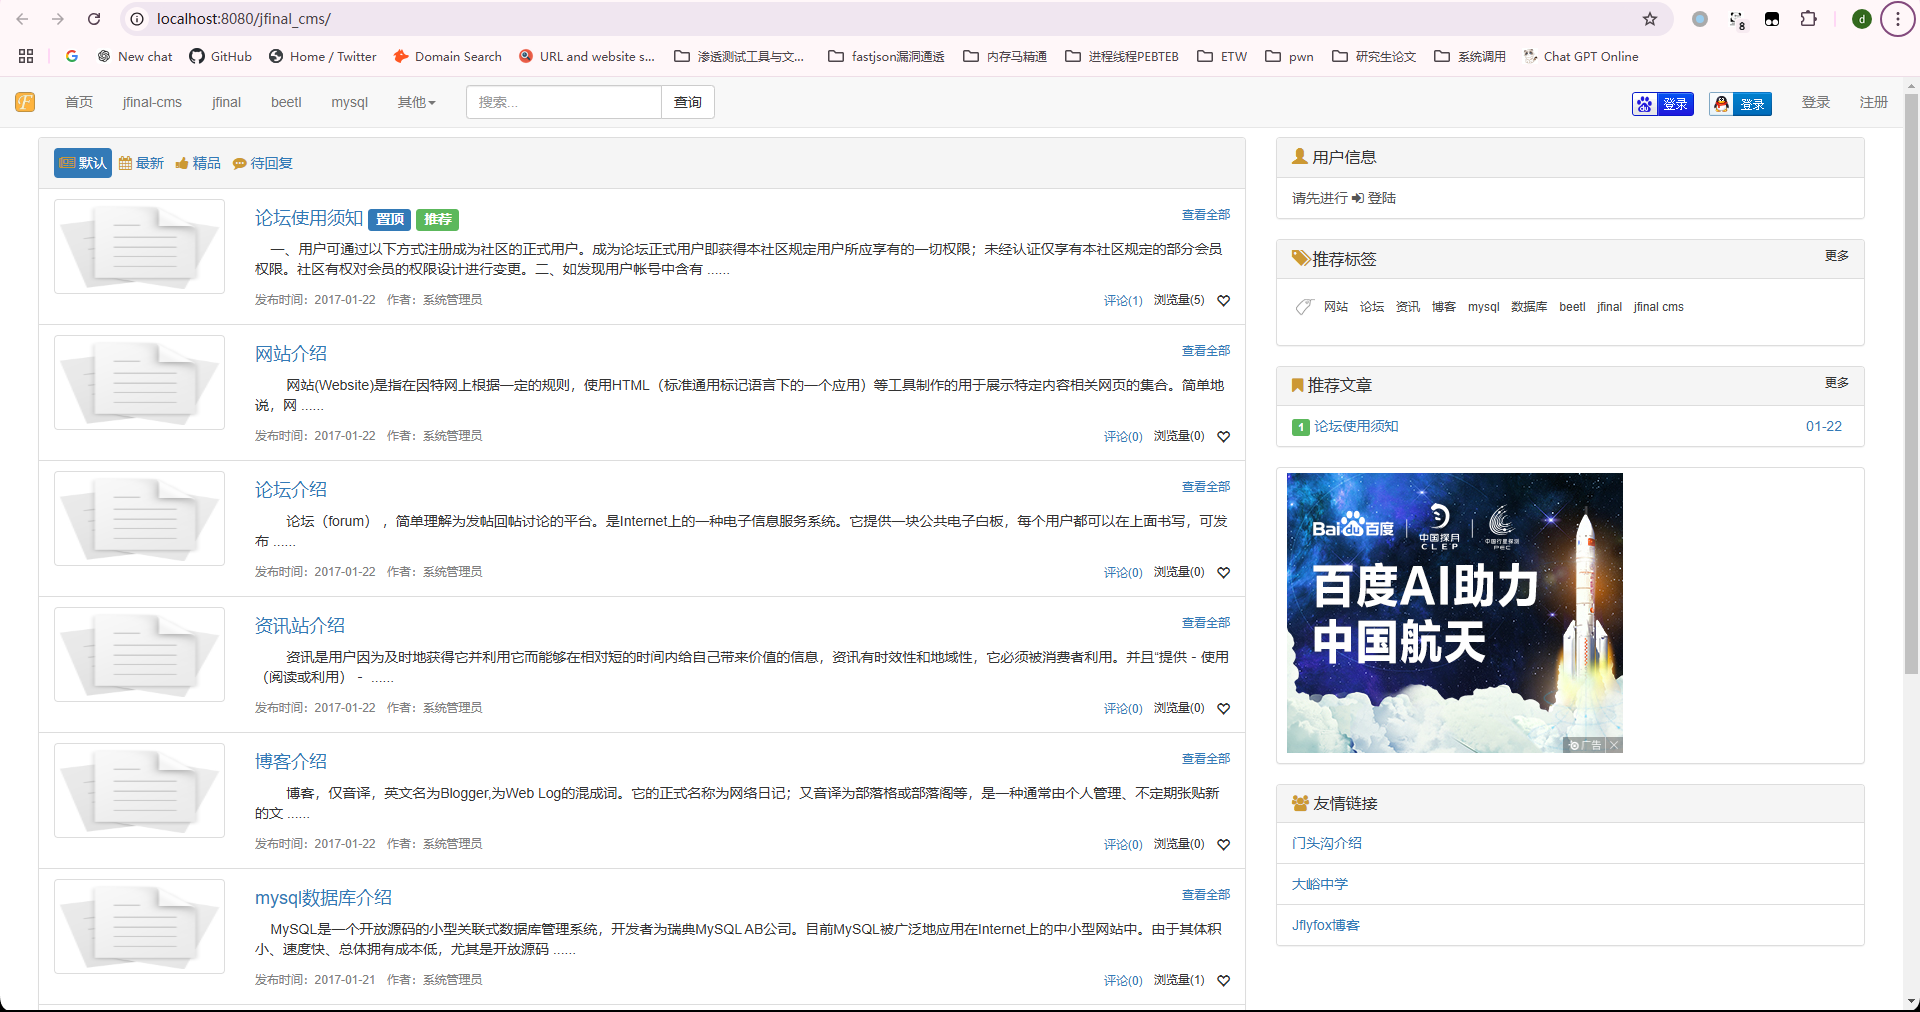 localhost:8080/jfinal_cms/
8
d
New chat
GitHub
Home / Twitter
Domain Search
URL and website s...
渗透测试工具与文...
fastjson漏洞通透
内存马精通
进程线程PEBTEB
ETW
pwn
研究生论文
系统调用
Chat GPT Online
首页
jfinal-cms
jfinal
beetl
mysql
其他
搜索...
查询
du 登录
登录
登录
注册
默认
最新
精品
待回复
论坛使用须知 置顶 推荐
查看全部
一、用户可通过以下方式注册成为社区的正式用户。成为论坛正式用户即获得本社区规定用户所应享有的一切权限；未经认证仅享有本社区规定的部分会员
权限。社区有权对会员的权限设计进行变更。二、如发现用户帐号中含有 ......
发布时间：2017-01-22 作者：系统管理员
评论(1) 浏览量(5)
网站介绍
查看全部
网站(Website)是指在因特网上根据一定的规则，使用HTML（标准通用标记语言下的一个应用）等工具制作的用于展示特定内容相关网页的集合。简单地
说，网 ......
发布时间：2017-01-22 作者：系统管理员
评论(0) 浏览量(0)
论坛介绍
查看全部
论坛（forum），简单理解为发帖回帖讨论的平台。是Internet上的一种电子信息服务系统。它提供一块公共电子白板，每个用户都可以在上面书写，可发
布 ......
发布时间：2017-01-22 作者：系统管理员
评论(0) 浏览量(0)
资讯站介绍
查看全部
资讯是用户因为及时地获得它并利用它而能够在相对短的时间内给自己带来价值的信息，资讯有时效性和地域性，它必须被消费者利用。并且“提供－使用
（阅读或利用）－ ......
发布时间：2017-01-22 作者：系统管理员
评论(0) 浏览量(0)
博客介绍
查看全部
博客，仅音译，英文名为Blogger,为Web Log的混成词。它的正式名称为网络日记；又音译为部落格或部落阁等，是一种通常由个人管理、不定期张贴新
的文 ......
发布时间：2017-01-22 作者：系统管理员
评论(0) 浏览量(0)
mysql数据库介绍
查看全部
MySQL是一个开放源码的小型关联式数据库管理系统，开发者为瑞典MySQL AB公司。目前MySQL被广泛地应用在Internet上的中小型网站中。由于其体积
小、速度快、总体拥有成本低，尤其是开放源码 ......
发布时间：2017-01-21 作者：系统管理员
评论(0) 浏览量(1)
用户信息
请先进行 登陆
推荐标签
更多
网站 论坛 资讯 博客 mysql 数据库 beetl jfinal jfinal cms
推荐文章
更多
1 论坛使用须知
01-22
Baidu百度
中国探月
CLEP
中国行星探测
PEC
百度AI助力
中国航天
广告
友情链接
门头沟介绍
大峪中学
Jflyfox博客